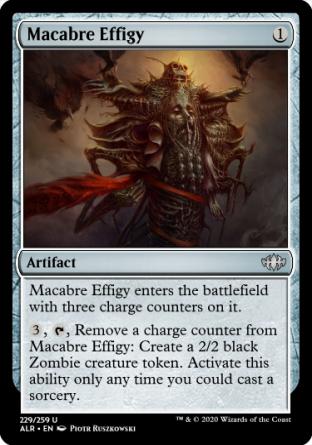 Macabre Effigy 1
Artifact
Macabre Effigy enters the battlefield
with three charge counters on it.
3, , Remove a charge counter from
Macabre Effigy: Create a 2/2 black
Zombie creature token. Activate this
ability only any time you could cast a
sorcery.
229/259 U
ALR • EN Piotr Ruszkowski
™ & © 2020 Wizards of the Coast